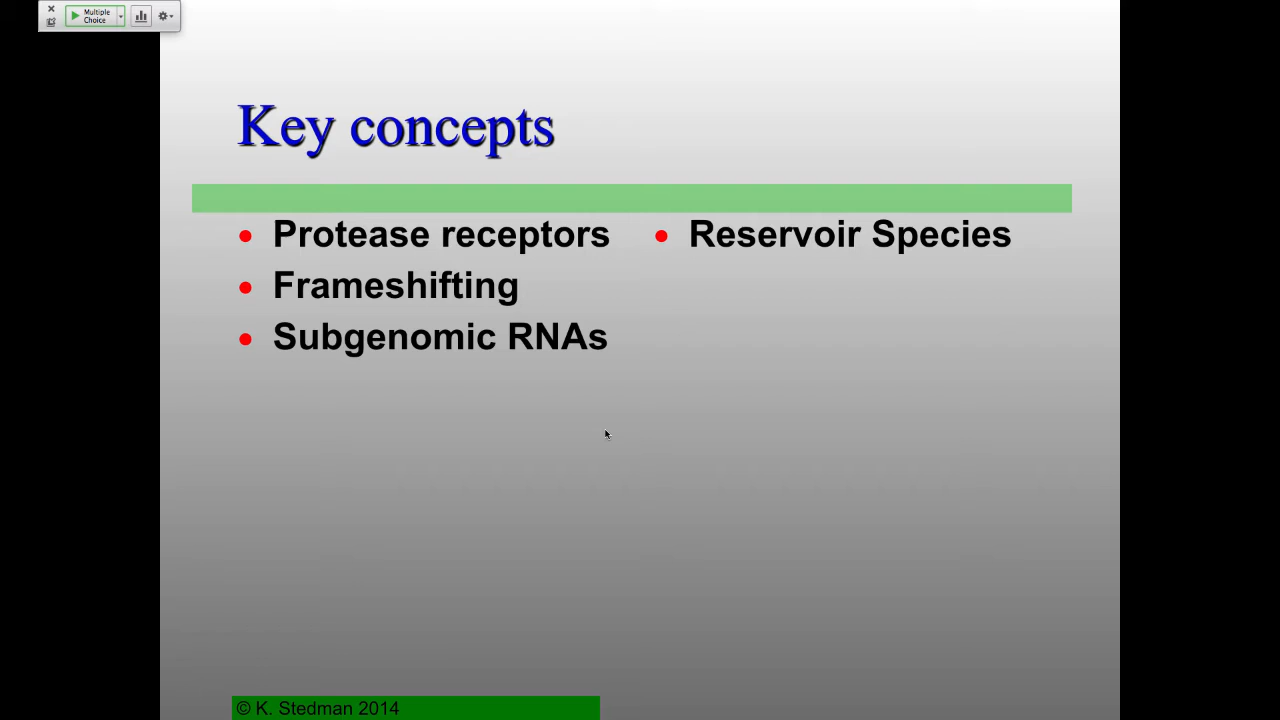 Multiple
Choice
Key concepts
Protease receptors
Frameshifting
Subgenomic RNAs
Reservoir Species
© K. Stedman 2014